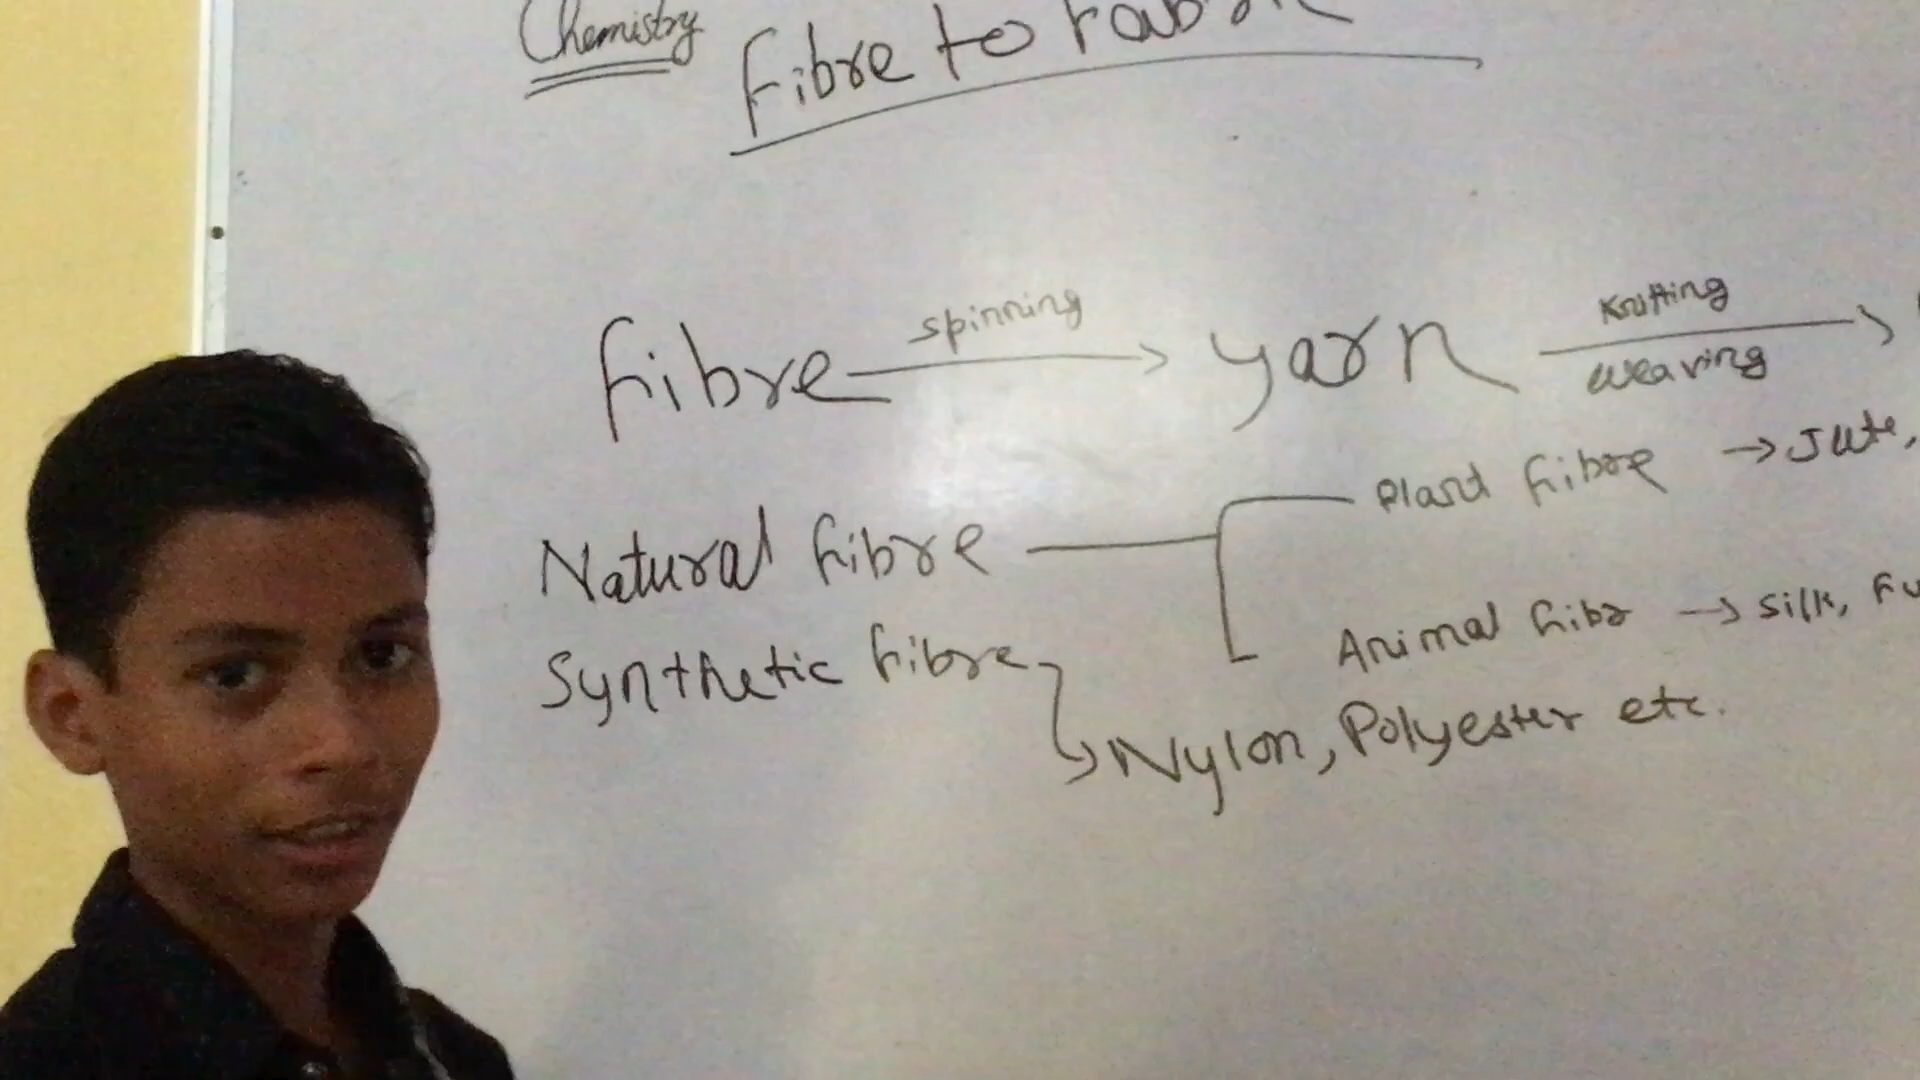 Chemistry
Fibre to
fibre spinning yarn Knitting
weaving
Plant fibre → Jute,
Natural fibre
Animal fibr → silk,
Synthetic fibre
Nylon, Polyester etc.